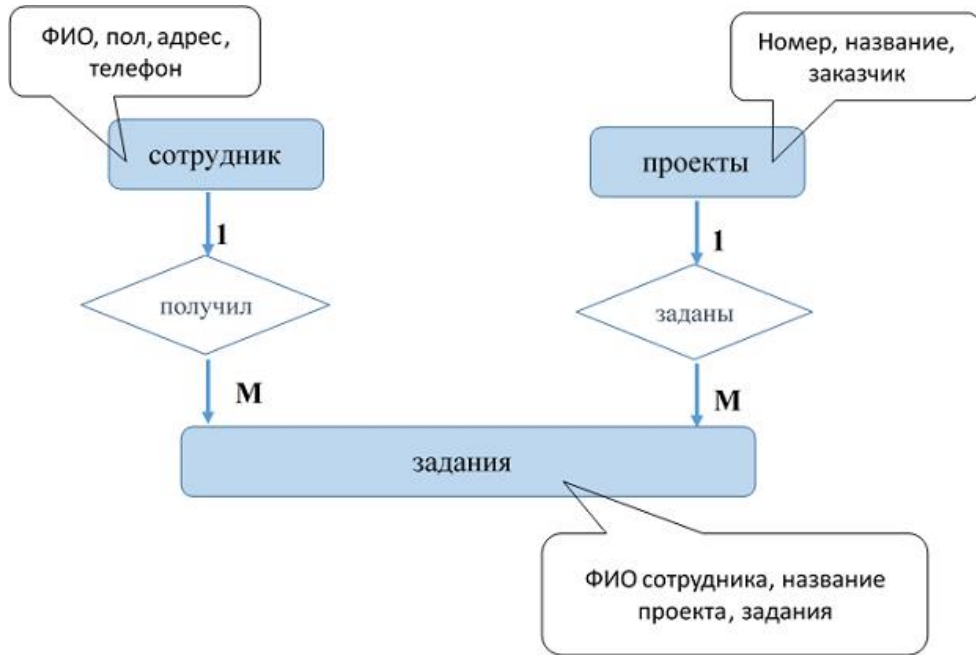 ФИО, пол, адрес,
телефон
Номер, название,
заказчик
сотрудник
проекты
1
1
получил
заданы
М
М
задания
ФИО сотрудника, название
проекта, задания